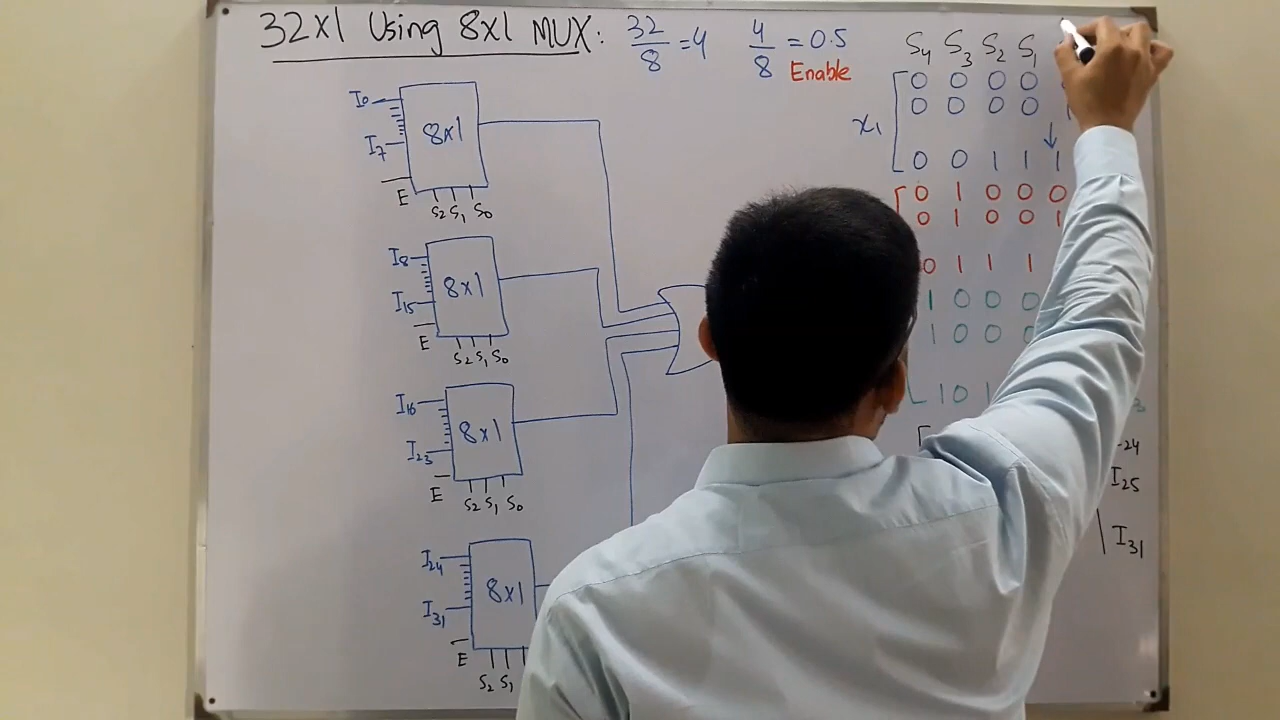 32x1 Using 8x1 MUX: 32/8 = 4 4/8 = 0.5
Enable
S4 S3 S2 S1
I0
8x1
I7
E
S2 S1 S0
I8
8x1
I15
E
S2 S1 S0
I16
8x1
I23
E
S2 S1 S0
I24
8x1
I31
E
S2 S1
x1
0 0 0 0
0 0 0 0 1
0 0 1 1 1
0 1 0 0 0
0 1 0 0 1
0 1 1 1
1 0 0 0
1 0 0 0
1 0 1
24
I25
I31